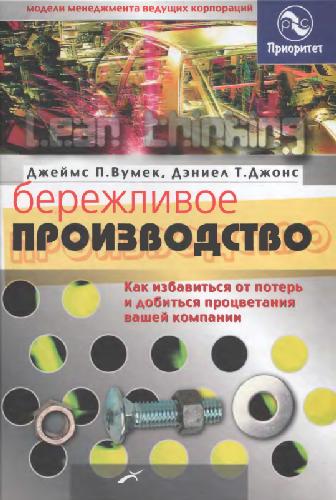 модели менеджмента ведущих корпораций
Приоритет
Lean thinking
Джеймс П.Вумек, Дэниел Т.Джонс
бережливое
ПРОИЗВОДСТВО
Как избавиться от потерь
и добиться процветания
вашей компании